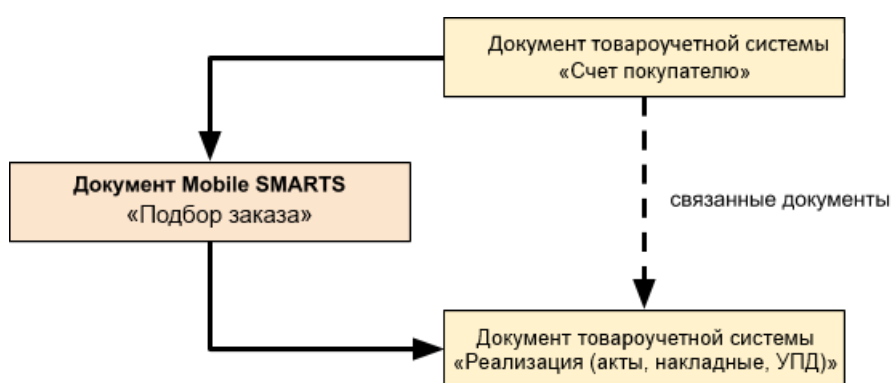 Документ товароучетной системы
«Счет покупателю»
Документ Mobile SMARTS
«Подбор заказа»
связанные документы
Документ товароучетной системы
«Реализация (акты, накладные, УПД)»